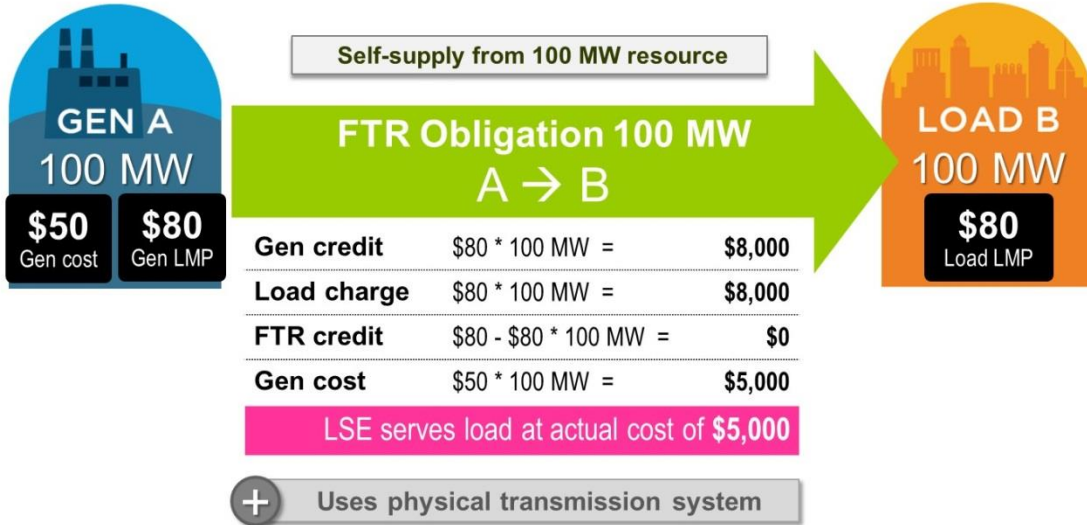 Self-supply from 100 MW resource
GEN A
100 MW
$50
Gen cost
$80
Gen LMP
FTR Obligation 100 MW
A → B
LOAD B
100 MW
$80
Load LMP
Gen credit $80 * 100 MW = $8,000
Load charge $80 * 100 MW = $8,000
FTR credit $80 - $80 * 100 MW = $0
Gen cost $50 * 100 MW = $5,000
LSE serves load at actual cost of $5,000
+ Uses physical transmission system